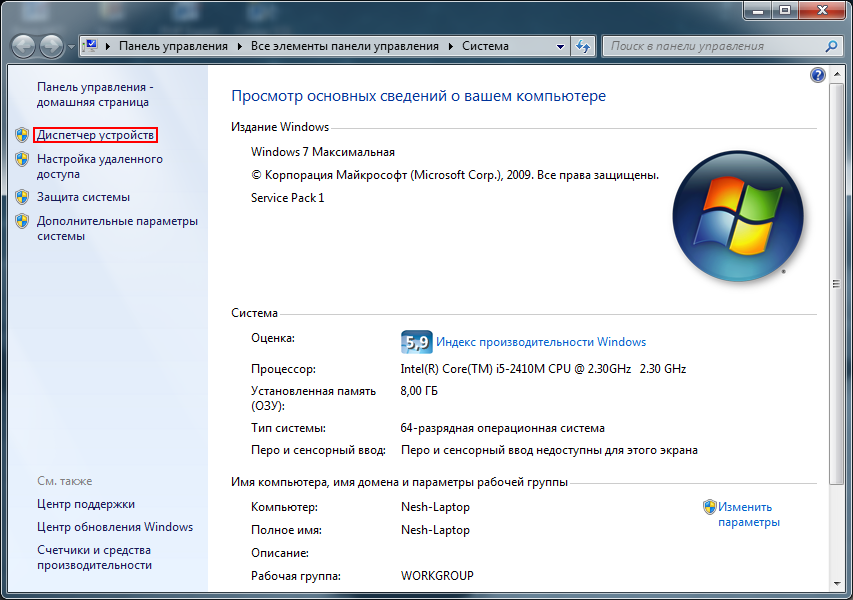 Панель управления
Все элементы панели управления
Система
Поиск в панели управления
Панель управления -
домашняя страница
Диспетчер устройств
Настройка удаленного
доступа
Защита системы
Дополнительные параметры
системы
См. также
Центр поддержки
Центр обновления Windows
Счетчики и средства
производительности
Просмотр основных сведений о вашем компьютере
Издание Windows
Windows 7 Максимальная
© Корпорация Майкрософт (Microsoft Corp.), 2009. Все права защищены.
Service Pack 1
Система
Оценка: 5,9 Индекс производительности Windows
Процессор: Intel(R) Core(TM) i5-2410M CPU @ 2.30GHz 2.30 GHz
Установленная память 8,00 ГБ
(ОЗУ):
Тип системы: 64-разрядная операционная система
Перо и сенсорный ввод: Перо и сенсорный ввод недоступны для этого экрана
Имя компьютера, имя домена и параметры рабочей группы
Компьютер: Nesh-Laptop Изменить
параметры
Полное имя: Nesh-Laptop
Описание:
Рабочая группа: WORKGROUP